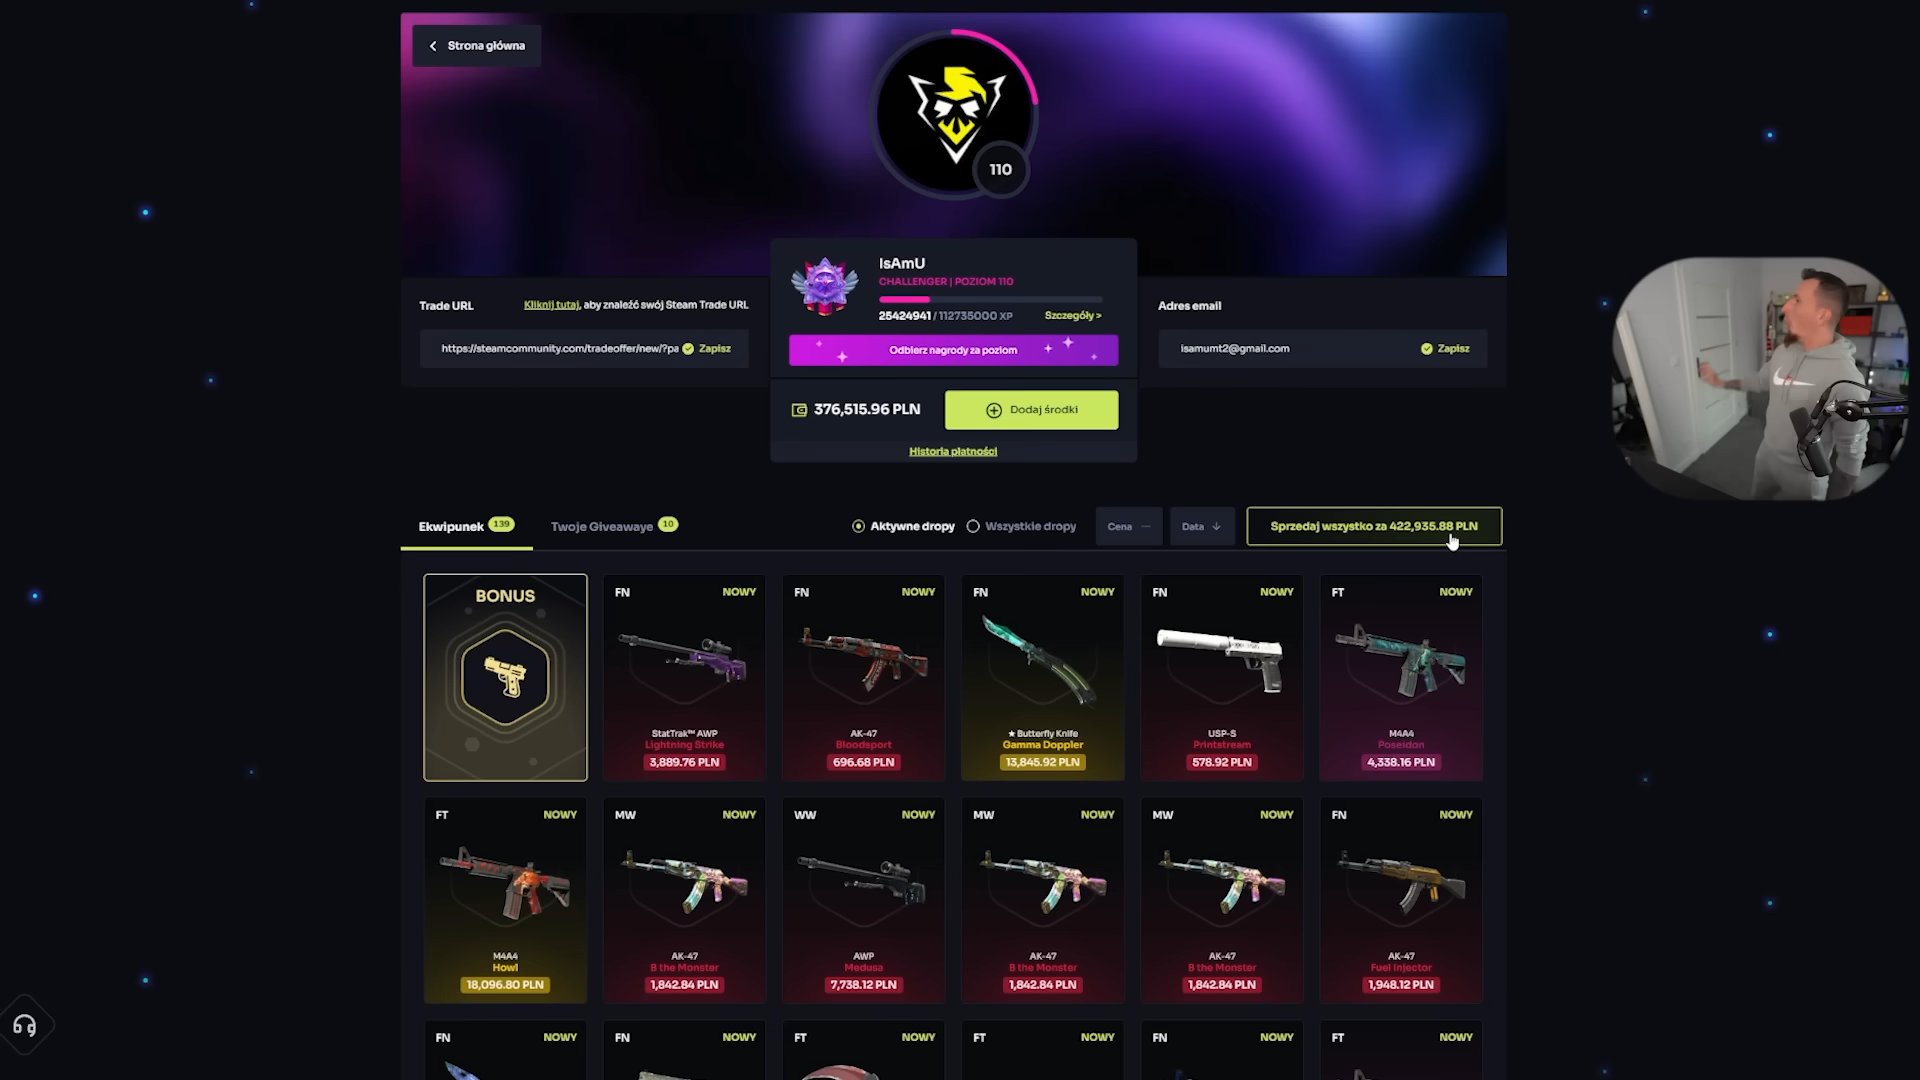 Strona główna
110
IsAmU
CHALLENGER | POZIOM 110
25424941 / 112735000 XP
Szczegóły >
Odbierz nagrody za poziom
376,515.96 PLN
Dodaj środki
Historia płatności
Trade URL
Kliknij tutaj, aby znaleźć swój Steam Trade URL
https://steamcommunity.com/tradeoffer/new/?pa
Zapisz
Adres email
isamumt2@gmail.com
Zapisz
Ekwipunek 139
Twoje Giveawaye 10
Aktywne dropy
Wszystkie dropy
Cena
Data
Sprzedaj wszystko za 422,935.88 PLN
BONUS
FN NOWY
StatTrak™ AWP
Lightning Strike
3,889.76 PLN
FN NOWY
AK-47
Bloodsport
696.68 PLN
FN NOWY
★ Butterfly Knife
Gamma Doppler
13,845.92 PLN
FN NOWY
USP-S
Printstream
578.92 PLN
FT NOWY
M4A4
Poseidon
4,338.16 PLN
FT NOWY
M4A4
Howl
18,096.80 PLN
MW NOWY
AK-47
B the Monster
1,842.84 PLN
WW NOWY
AWP
Medusa
7,738.12 PLN
MW NOWY
AK-47
B the Monster
1,842.84 PLN
MW NOWY
AK-47
B the Monster
1,842.84 PLN
FN NOWY
AK-47
Fuel Injector
1,948.12 PLN
FN NOWY
FN NOWY
FT NOWY
FT NOWY
FN NOWY
FT NOWY